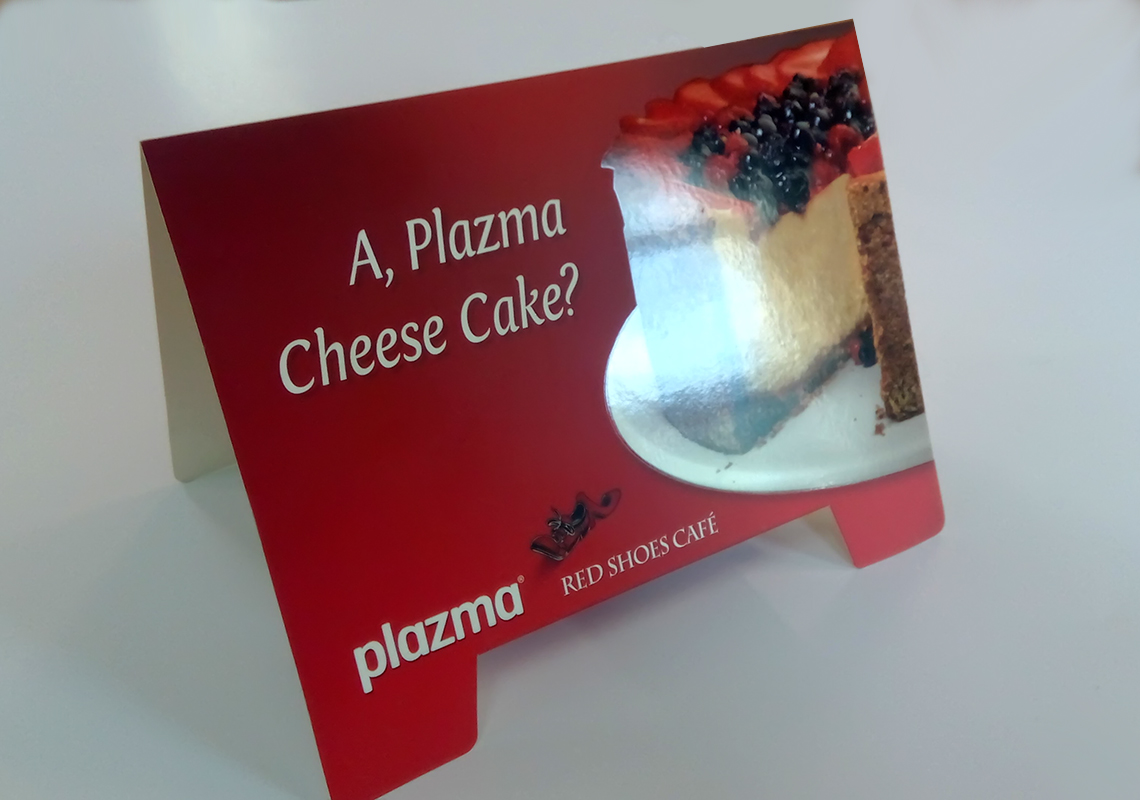 A, Plazma
Cheese Cake?
RED SHOES CAFÉ
plazma®